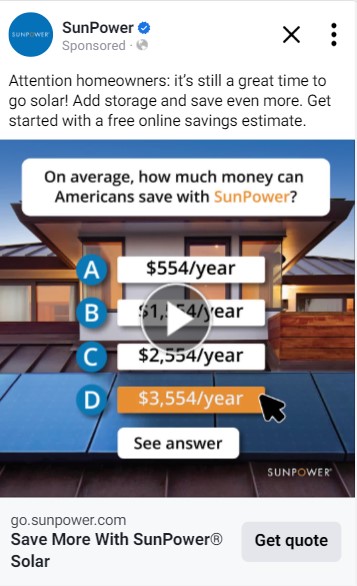 SUNPOWER
SunPower
Sponsored ·
Attention homeowners: it's still a great time to
go solar! Add storage and save even more. Get
started with a free online savings estimate.
On average, how much money can
Americans save with SunPower?
A $554/year
B $1,554/year
C $2,554/year
D $3,554/year
See answer
SUNPOWER®
go.sunpower.com
Save More With SunPower®
Solar
Get quote